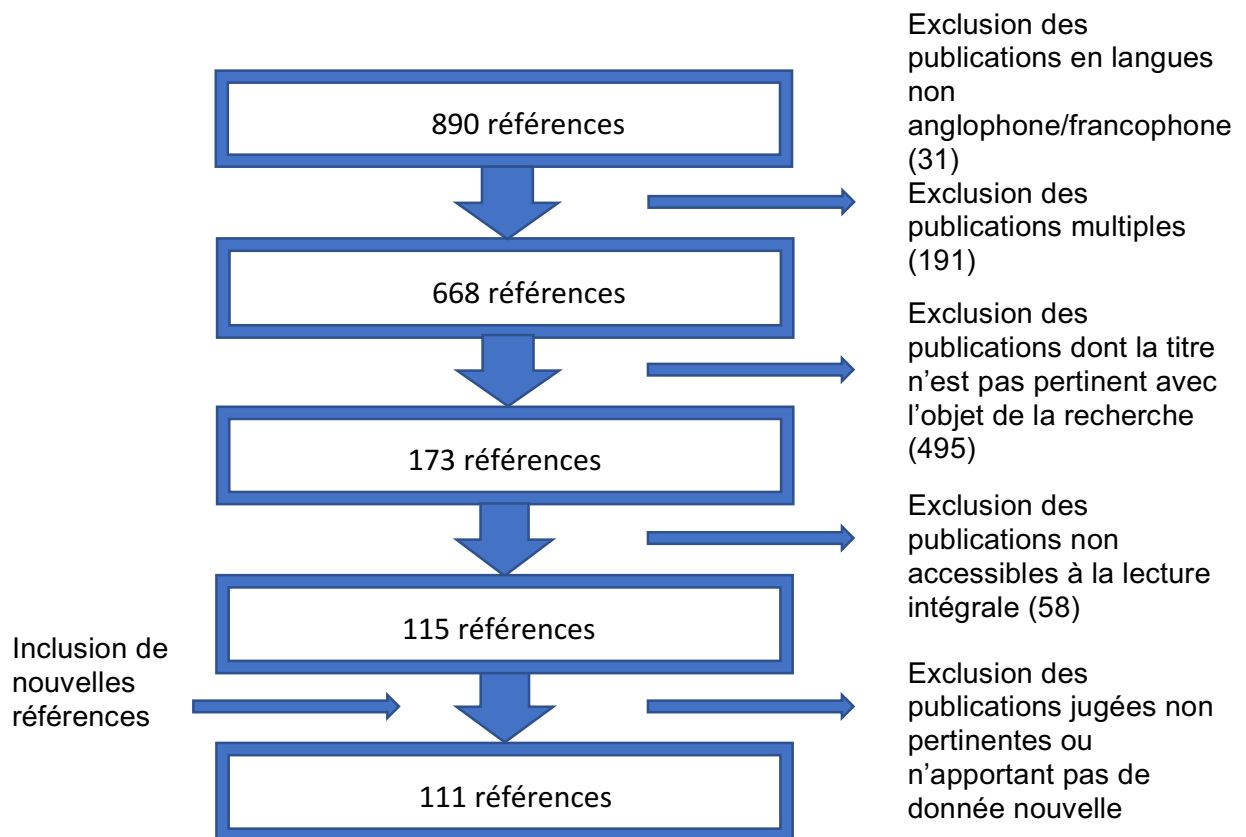 890 références
Exclusion des
publications en langues
non
anglophone/francophone
(31)
Exclusion des
publications multiples
(191)
668 références
Exclusion des
publications dont la titre
n’est pas pertinent avec
l’objet de la recherche
(495)
173 références
Exclusion des
publications non
accessibles à la lecture
intégrale (58)
115 références
Inclusion de
nouvelles
références
Exclusion des
publications jugées non
pertinentes ou
n’apportant pas de
donnée nouvelle
111 références